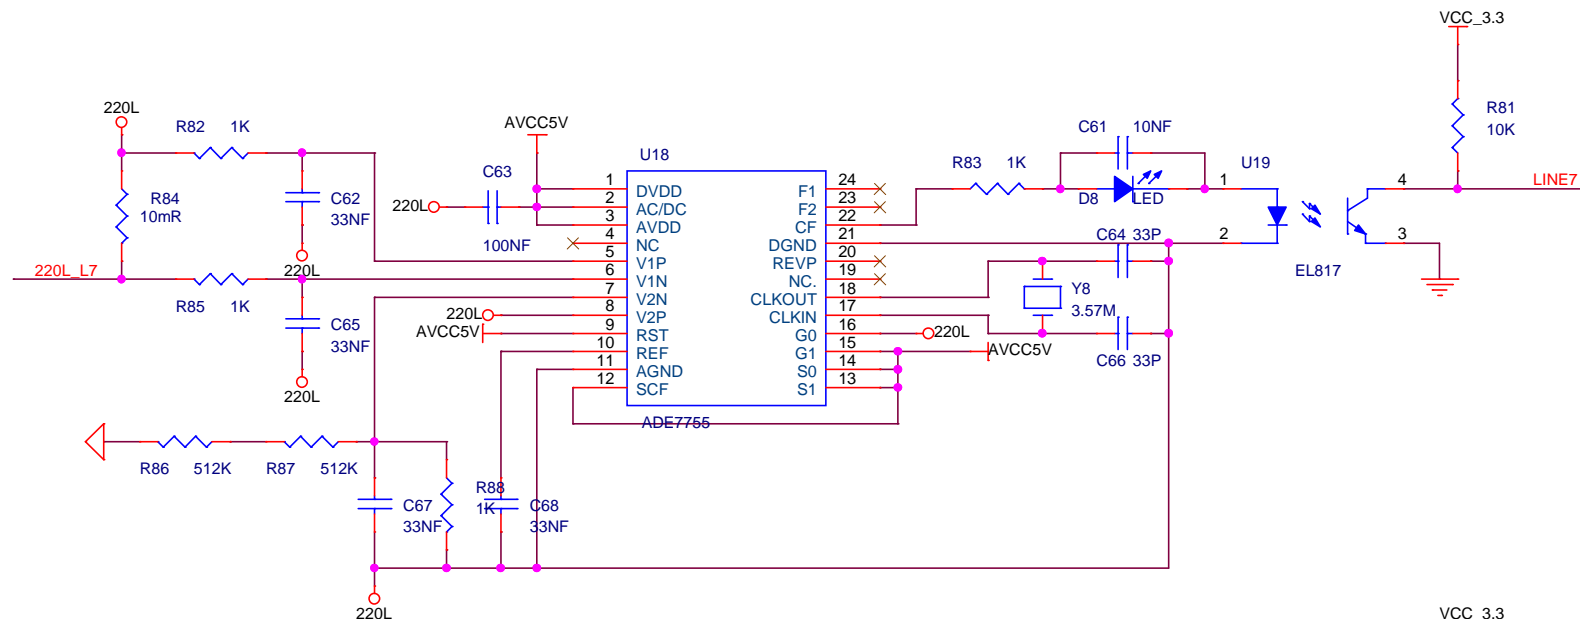 VCC_3.3
220L
R82 1K
AVCC5V
C61 10NF
R81
10K
U18
U19
C63
R83 1K
R84
10mR
C62
33NF
220L
100NF
D8 LED
1
2
4
3
EL817
LINE7
220L
220L_L7
R85 1K
C65
33NF
220L
1 DVDD
2 AC/DC
3 AVDD
4 NC
5 V1P
6 V1N
7 V2N
8 V2P
9 RST
10 REF
11 AGND
12 SCF
24 F1
23 F2
22 CF
21 DGND
20 REVP
19 NC.
18 CLKOUT
17 CLKIN
16 G0
15 G1
14 S0
13 S1
ADE7755
220L
AVCC5V
C64 33P
Y8
3.57M
220L
AVCC5V
C66 33P
R86 512K
R87 512K
C67
33NF
R88
1K
C68
33NF
220L
VCC_3.3